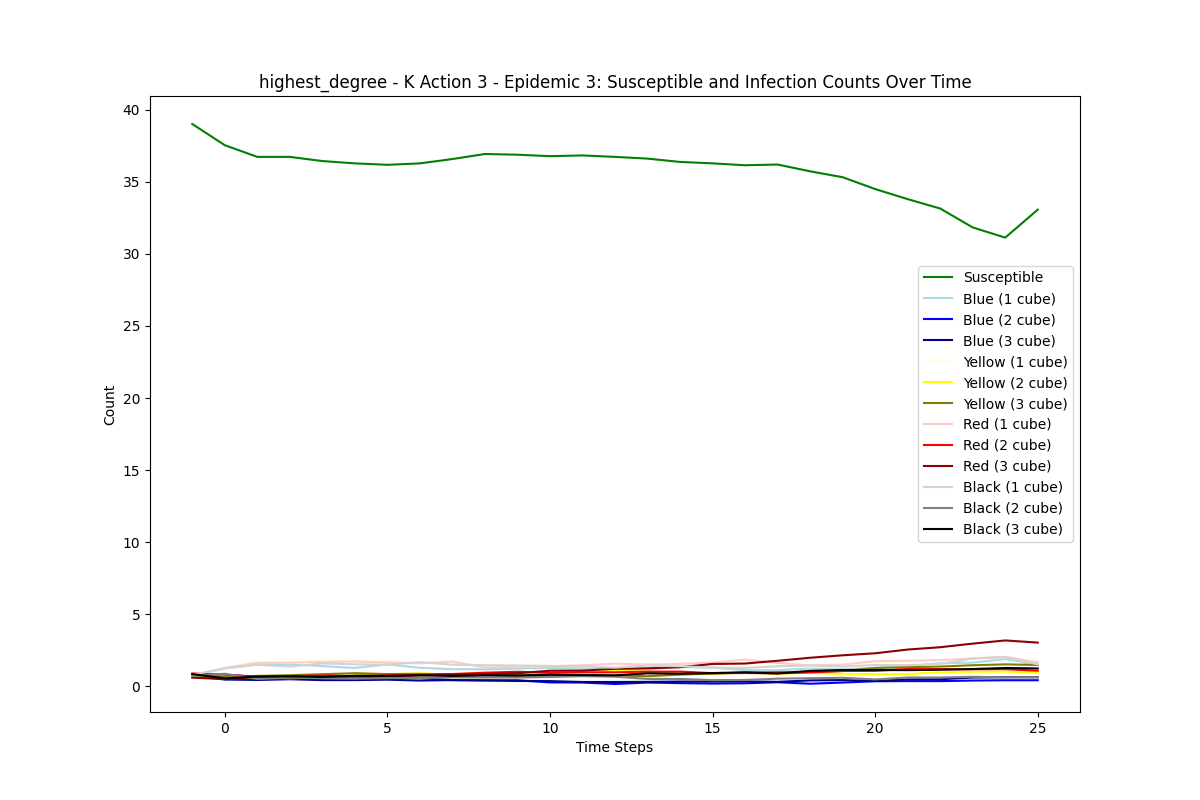 highest_degree - K Action 3 - Epidemic 3: Susceptible and Infection Counts Over Time
40
35
30
25
20
15
10
5
0
Count
Susceptible
Blue (1 cube)
Blue (2 cube)
Blue (3 cube)
Yellow (1 cube)
Yellow (2 cube)
Yellow (3 cube)
Red (1 cube)
Red (2 cube)
Red (3 cube)
Black (1 cube)
Black (2 cube)
Black (3 cube)
0 5 10 15 20 25
Time Steps